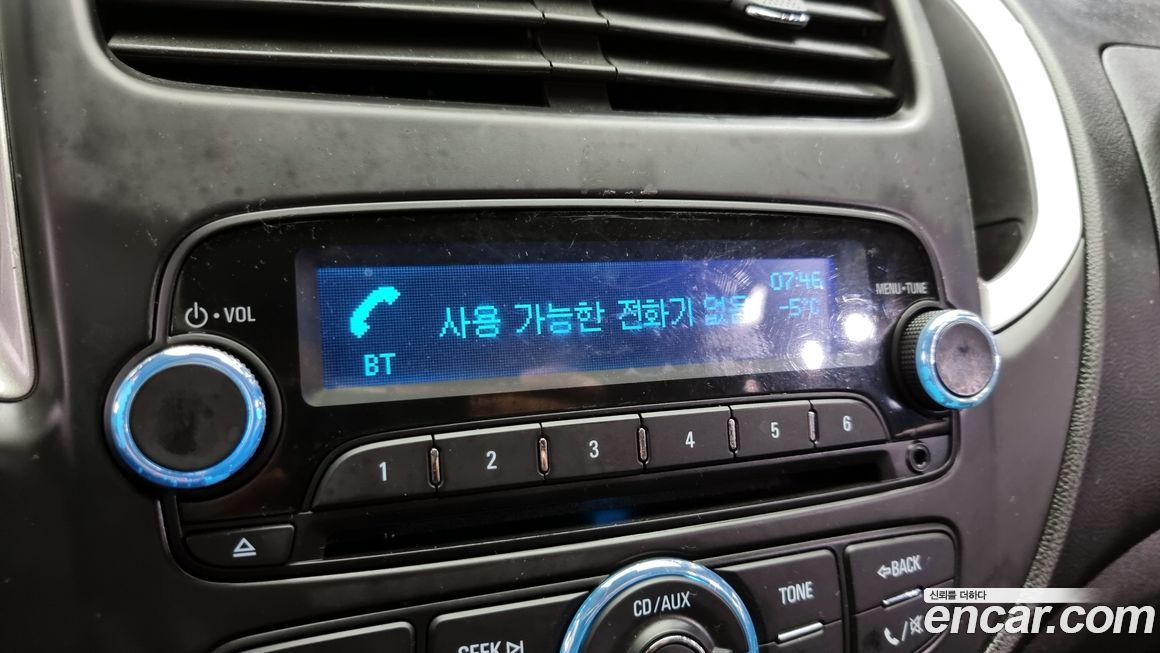 07:46
MENU•TUNE
⏻•VOL
사용 가능한 전화기 없음
-5°C
BT
1 2 3 4 5 6
TONE
BACK
CD/AUX
SEEK
신뢰를 더하다
encar.com